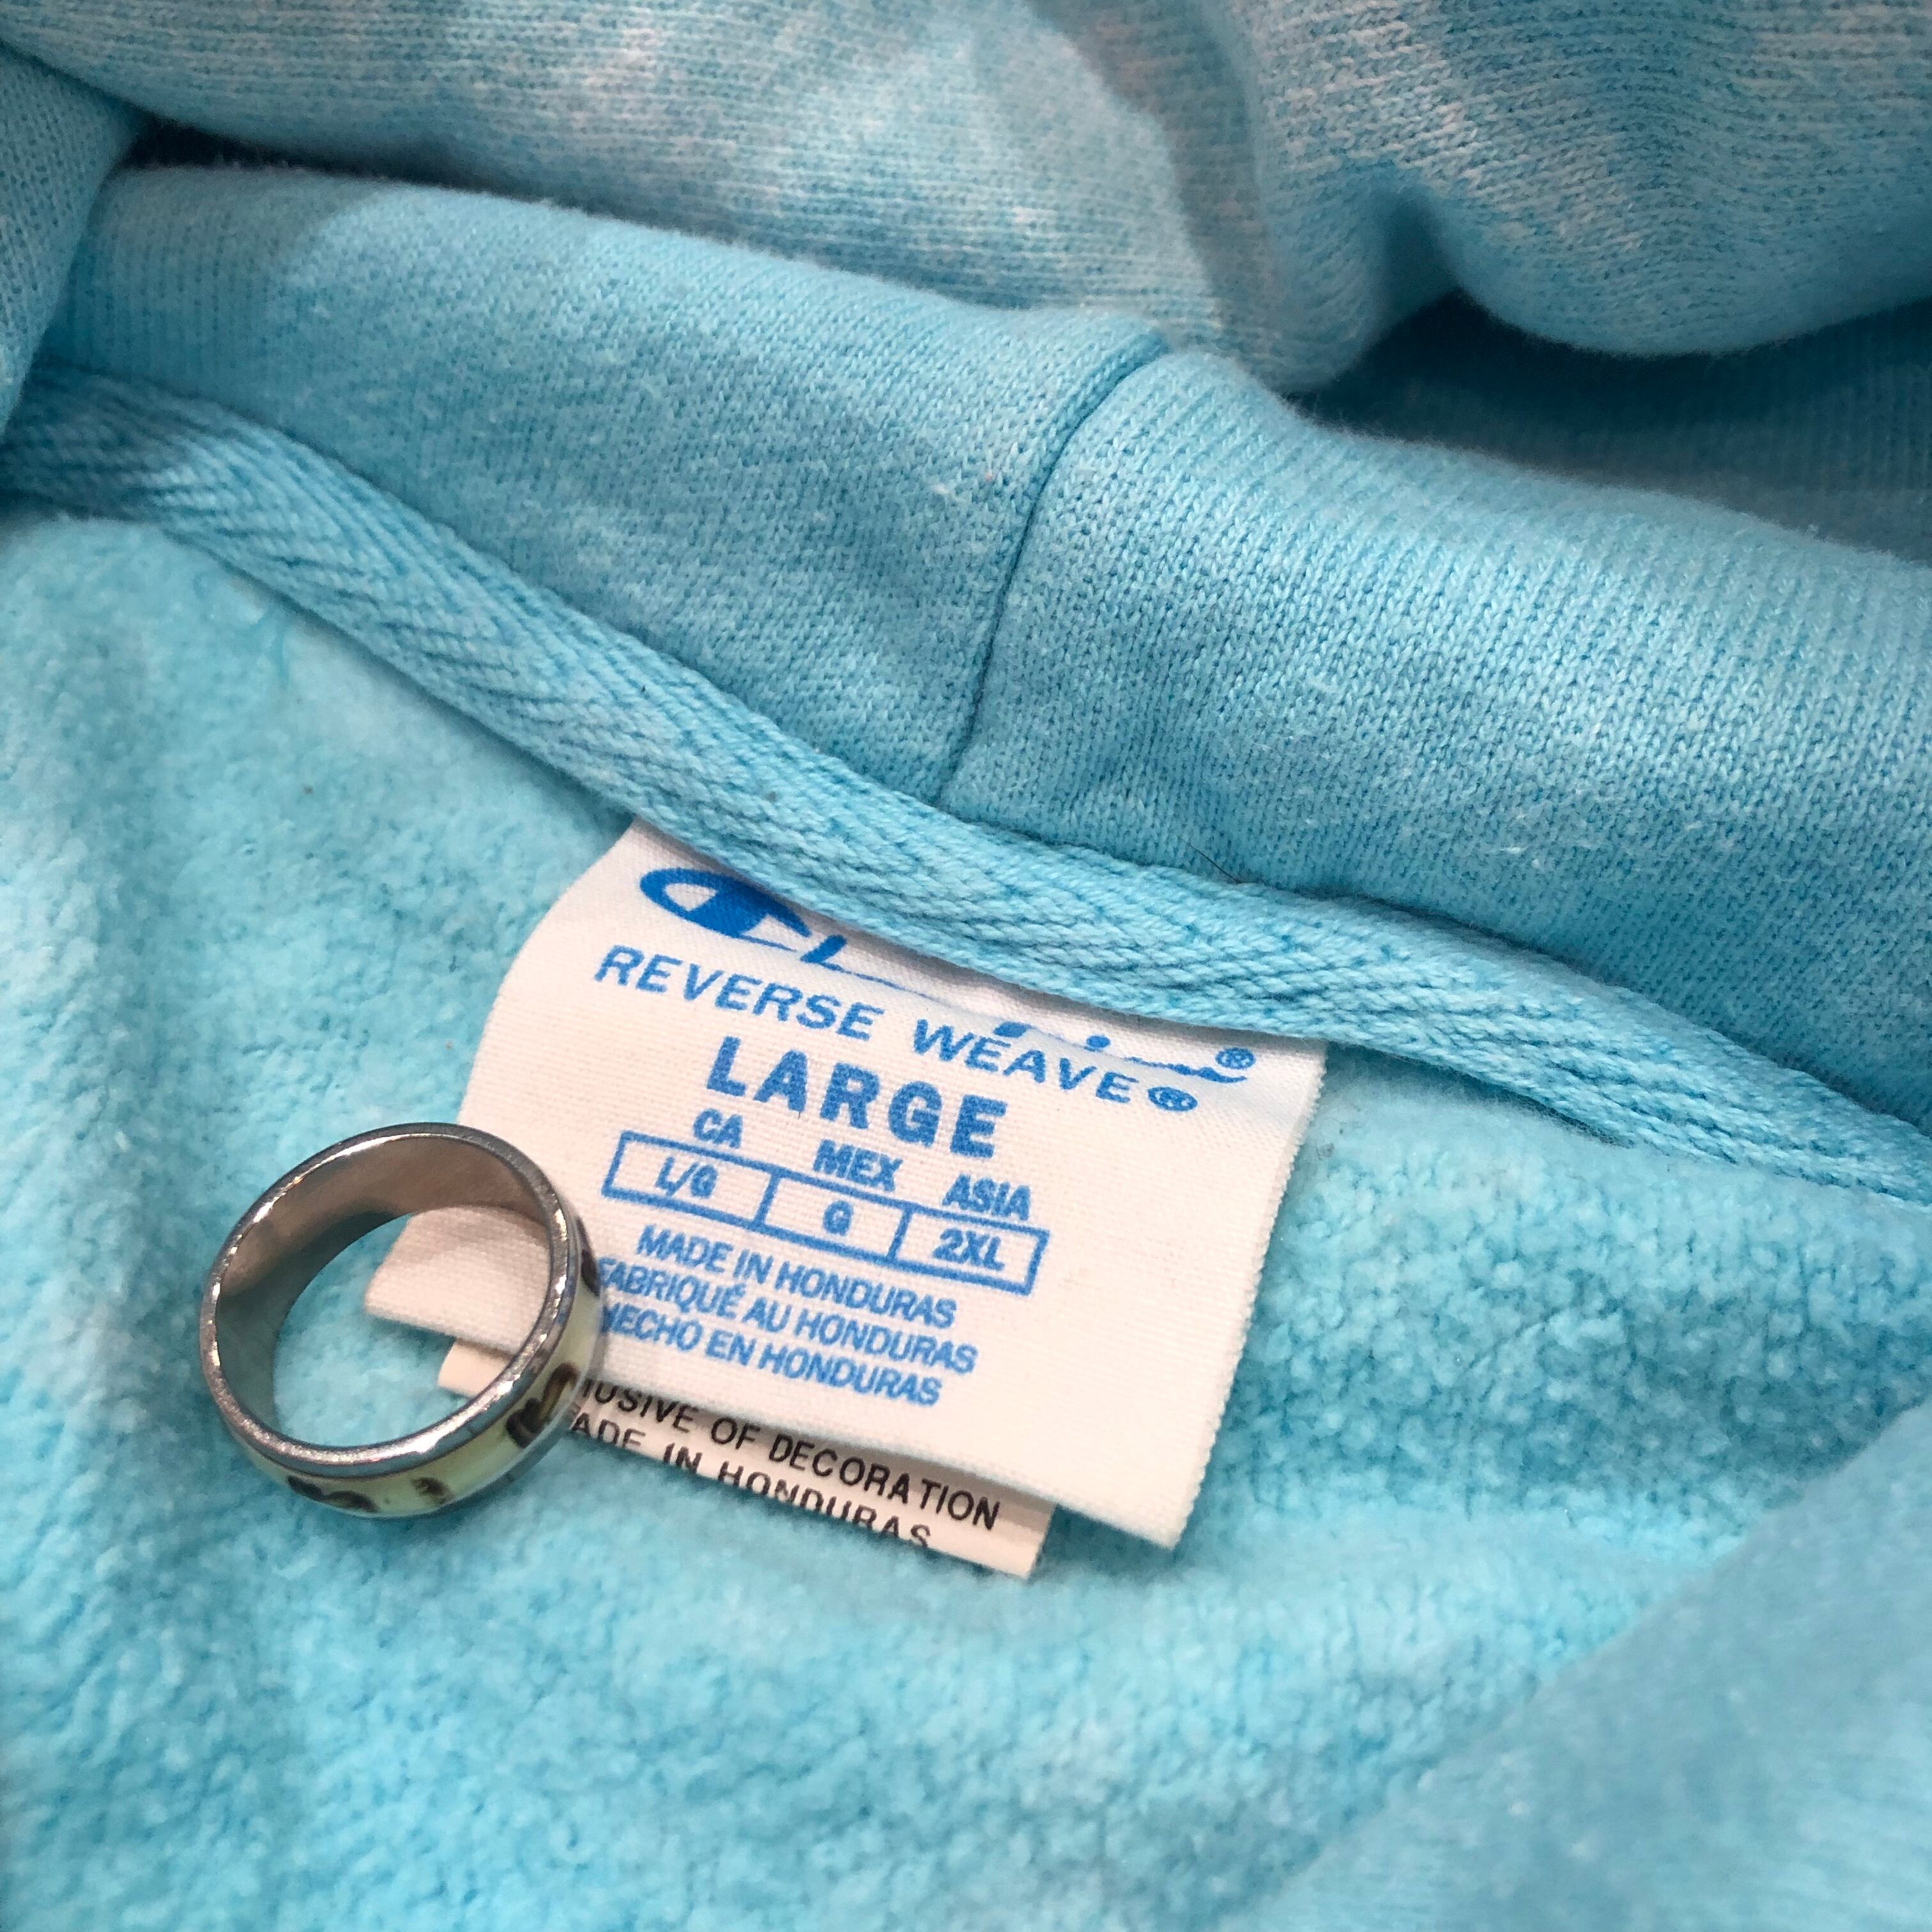 REVERSE WEAVE®
LARGE
CA MEX ASIA
L/G G 2XL
MADE IN HONDURAS
FABRIQUÉ AU HONDURAS
HECHO EN HONDURAS
OF DECORATION
IN HONDURAS